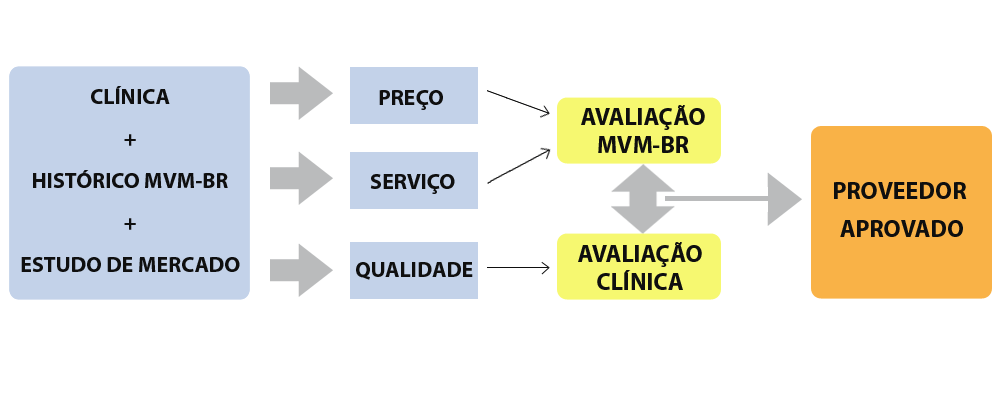 CLÍNICA
+
HISTÓRICO MVM-BR
+
ESTUDO DE MERCADO
PREÇO
SERVIÇO
QUALIDADE
AVALIAÇÃO
MVM-BR
AVALIAÇÃO
CLÍNICA
PROVEEDOR
APROVADO